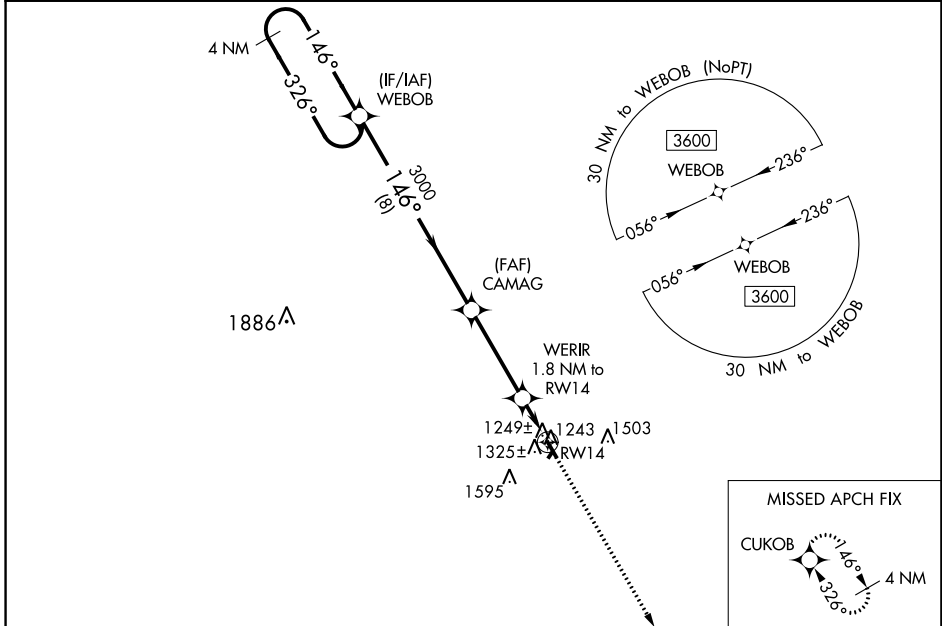 4 NM
146°
326°
(IF/IAF)
WEBOB
3000
146°
(8)
30 NM to WEBOB (NoPT)
3600
WEBOB
236°
056°
236°
056°
WEBOB
3600
30 NM to WEBOB
(FAF)
CAMAG
1886
WERIR
1.8 NM to
RW14
1249±
1243
1503
1325±
RW14
1595
MISSED APCH FIX
CUKOB
146°
4 NM
326°